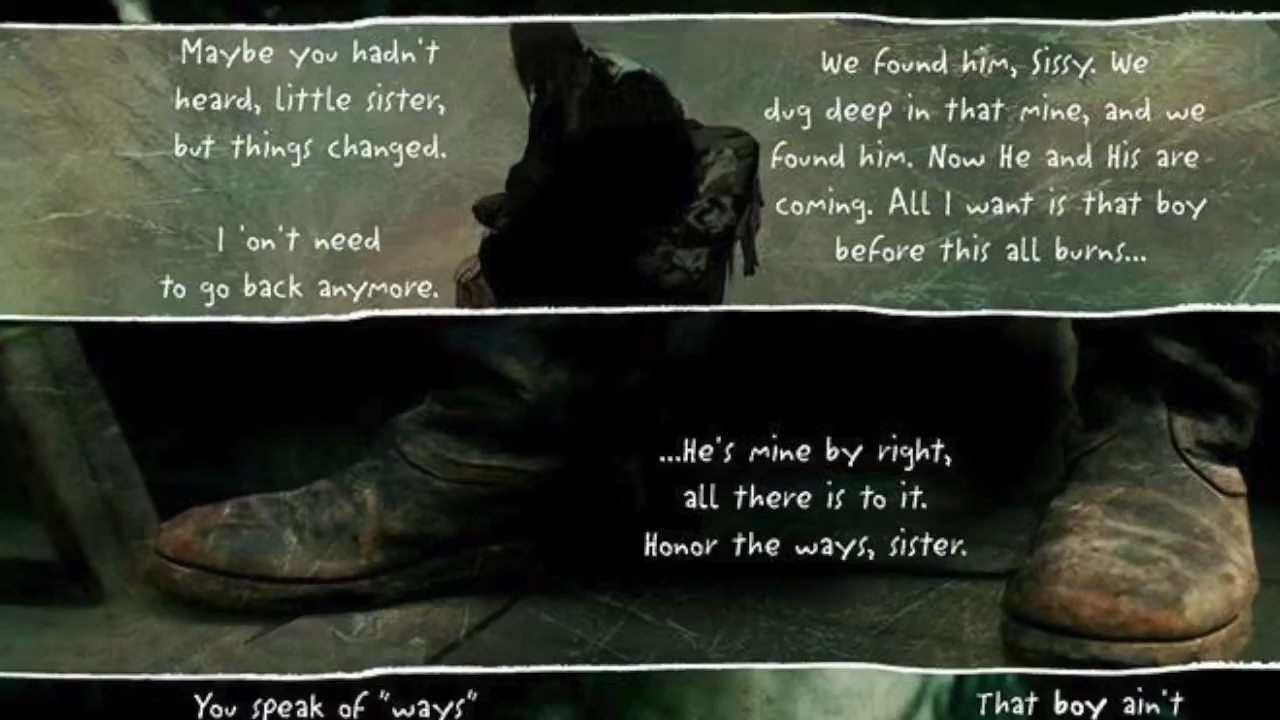 Maybe you hadn't
heard, little sister,
but things changed.
I 'on't need
to go back anymore.
We found him, Sissy. We
dug deep in that mine, and we
found him. Now He and His are
coming. All I want is that boy
before this all burns...
...He's mine by right,
all there is to it.
Honor the ways, sister.
You speak of "ways"
That boy ain't